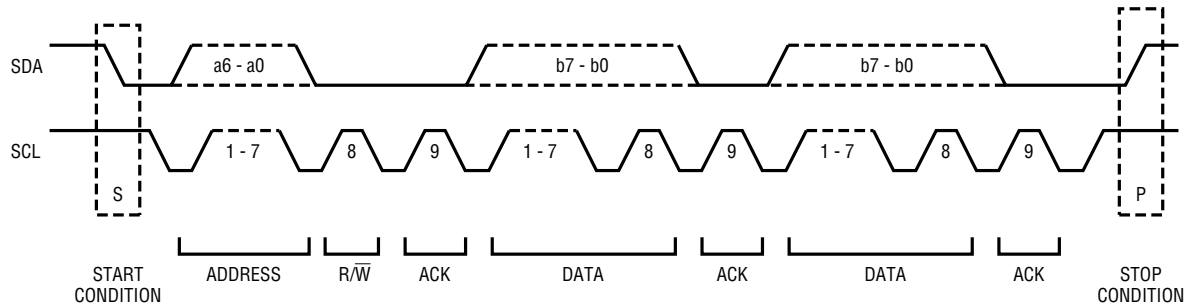 SDA
a6 - a0
b7 - b0
b7 - b0
SCL
1 - 7
8
9
1 - 7
8
9
1 - 7
8
9
S
P
START
CONDITION
ADDRESS
R/W̅
ACK
DATA
ACK
DATA
ACK
STOP
CONDITION